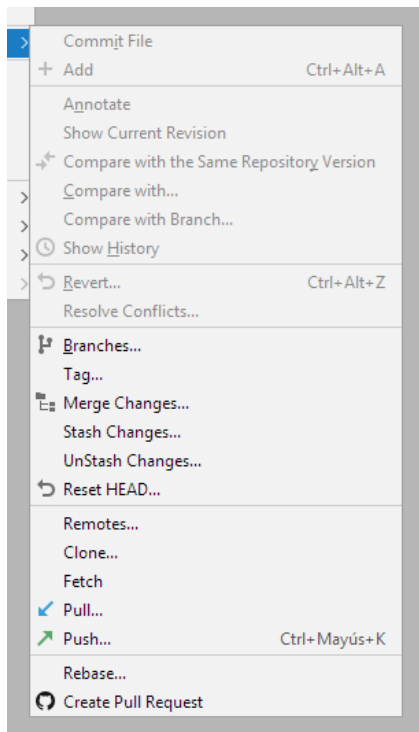 Commit File
Add Ctrl+Alt+A
Annotate
Show Current Revision
Compare with the Same Repository Version
Compare with...
Compare with Branch...
Show History
Revert... Ctrl+Alt+Z
Resolve Conflicts...
Branches...
Tag...
Merge Changes...
Stash Changes...
UnStash Changes...
Reset HEAD...
Remotes...
Clone...
Fetch
Pull...
Push... Ctrl+Mayús+K
Rebase...
Create Pull Request